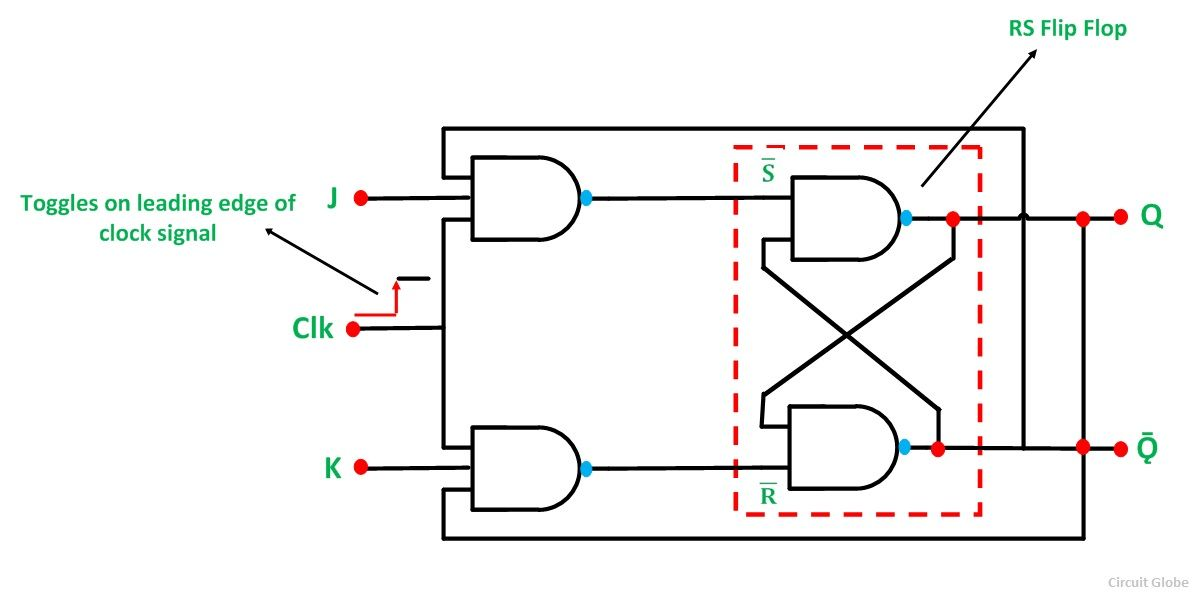 RS Flip Flop
S̅
J
Toggles on leading edge of
clock signal
Q
Clk
K
Q̅
R̅
Circuit Globe